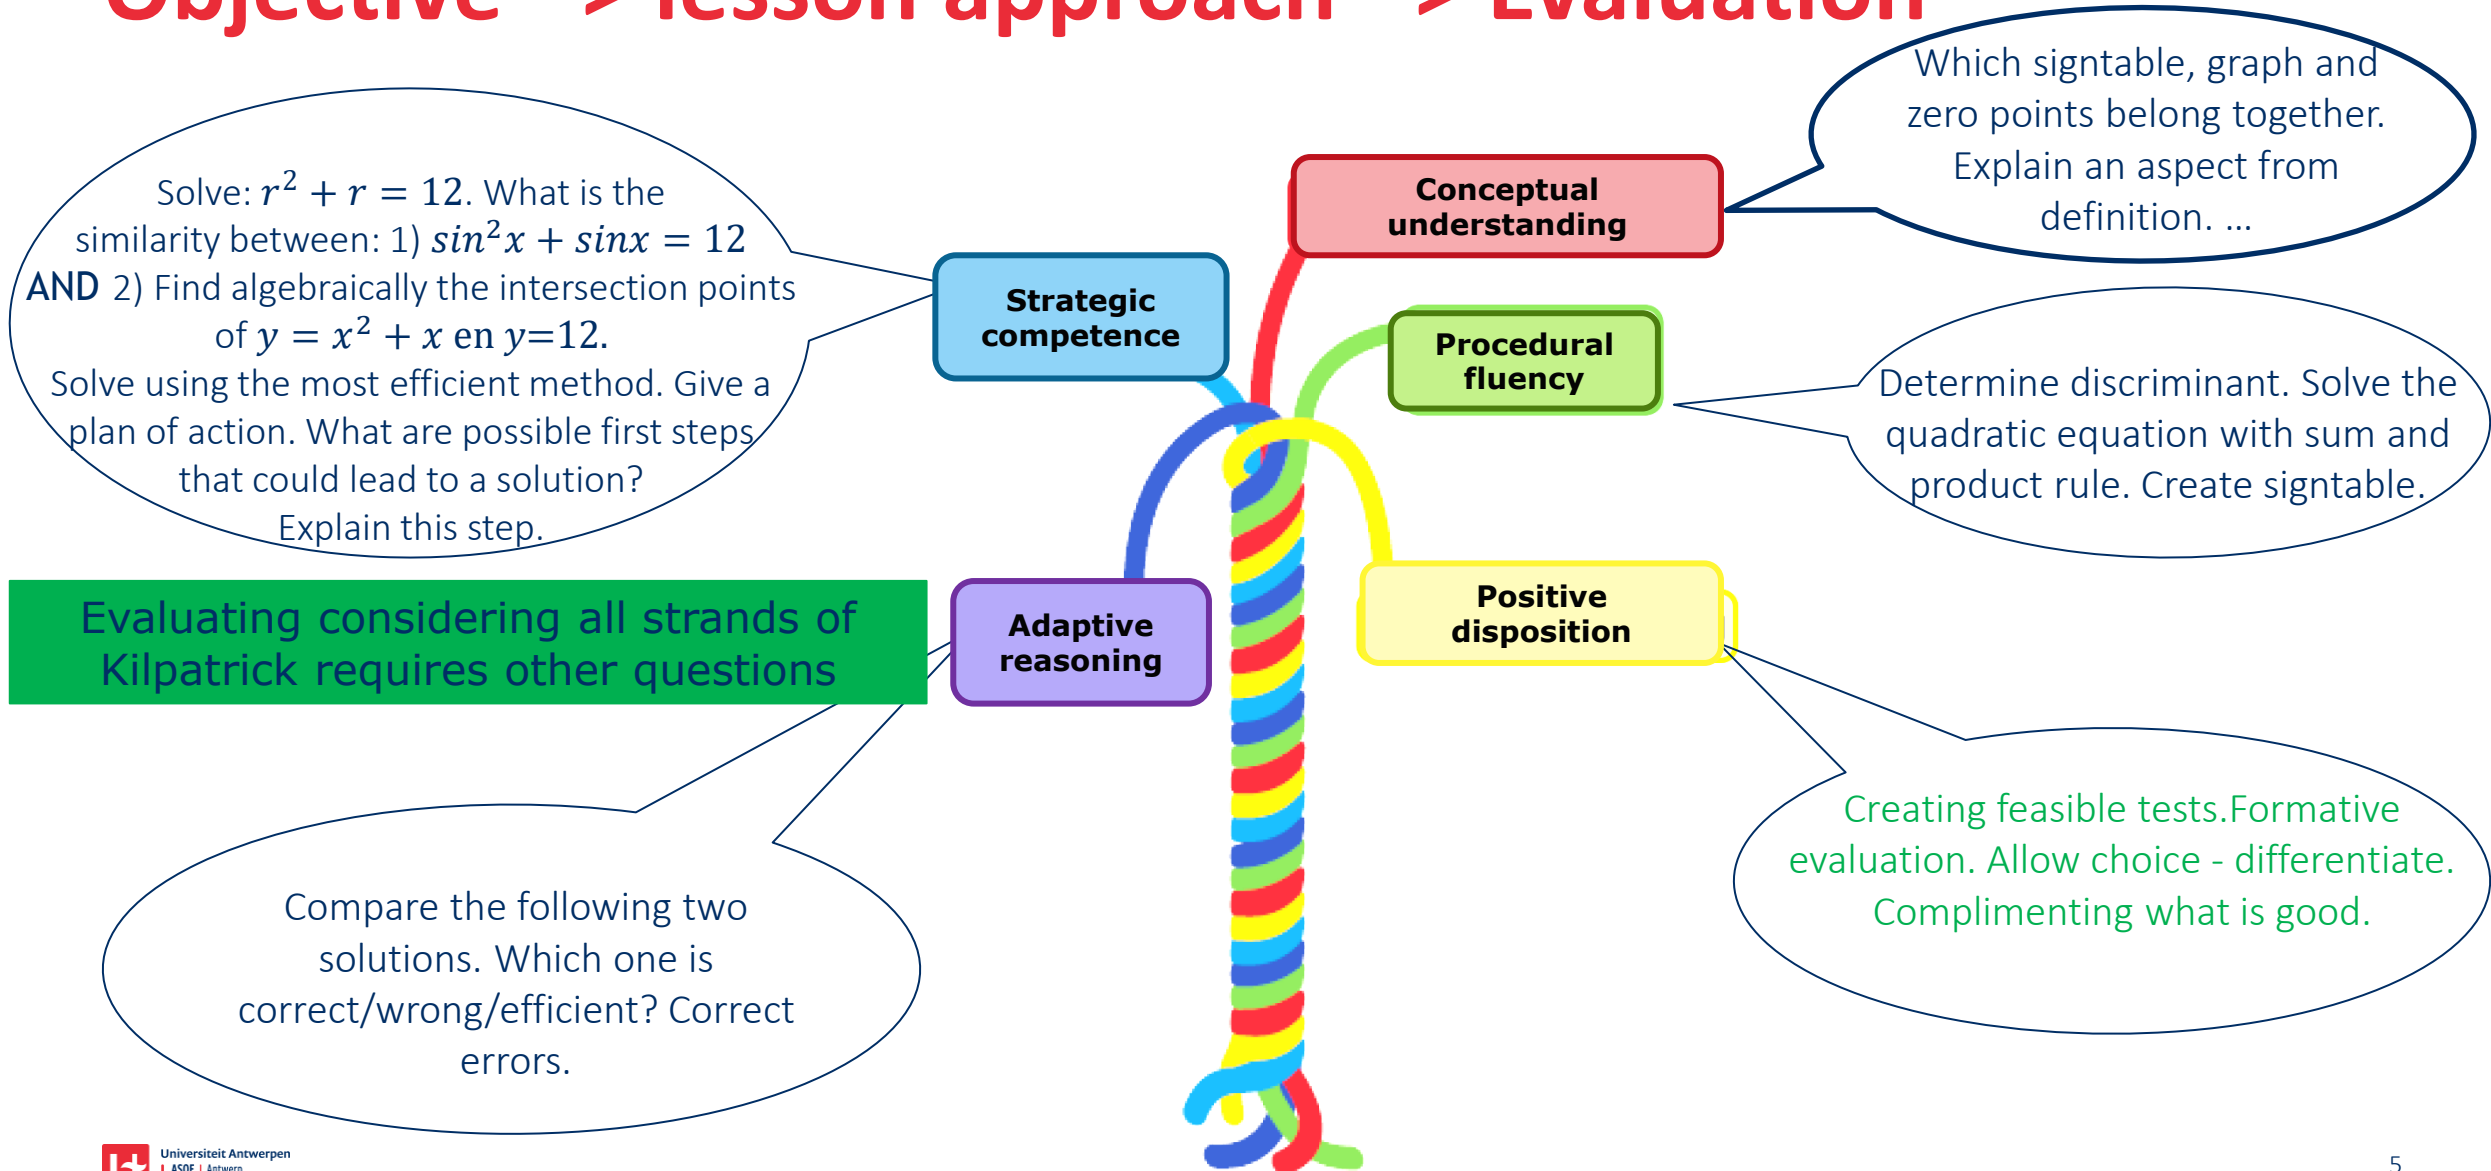 Objective > lesson approach > Evaluation
Which signtable, graph and
zero points belong together.
Explain an aspect from
definition. ...
Conceptual
understanding
Solve: r² + r = 12. What is the
similarity between: 1) sin²x + sinx = 12
AND 2) Find algebraically the intersection points
of y = x² + x en y=12.
Solve using the most efficient method. Give a
plan of action. What are possible first steps
that could lead to a solution?
Explain this step.
Strategic
competence
Procedural
fluency
Determine discriminant. Solve the
quadratic equation with sum and
product rule. Create signtable.
Evaluating considering all strands of
Kilpatrick requires other questions
Adaptive
reasoning
Positive
disposition
Creating feasible tests.Formative
evaluation. Allow choice - differentiate.
Complimenting what is good.
Compare the following two
solutions. Which one is
correct/wrong/efficient? Correct
errors.
Universiteit Antwerpen
ASOE | Antwerp
5